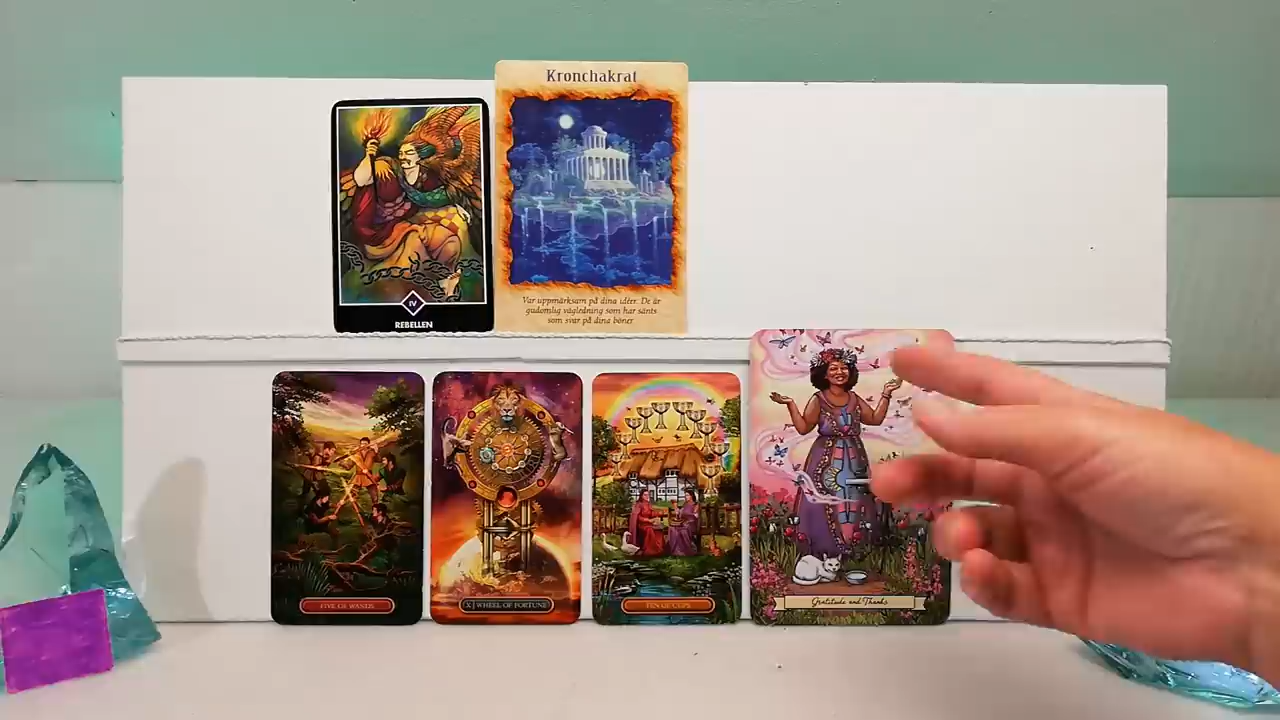 Kronchakrat
Var uppmärksam på dina idéer. De är
gudomlig vägledning som har sänts
som svar på dina böner
IV
REBELLEN
FIVE OF WANDS
X WHEEL OF FORTUNE
TEN OF CUPS
Gratitude and Thanks